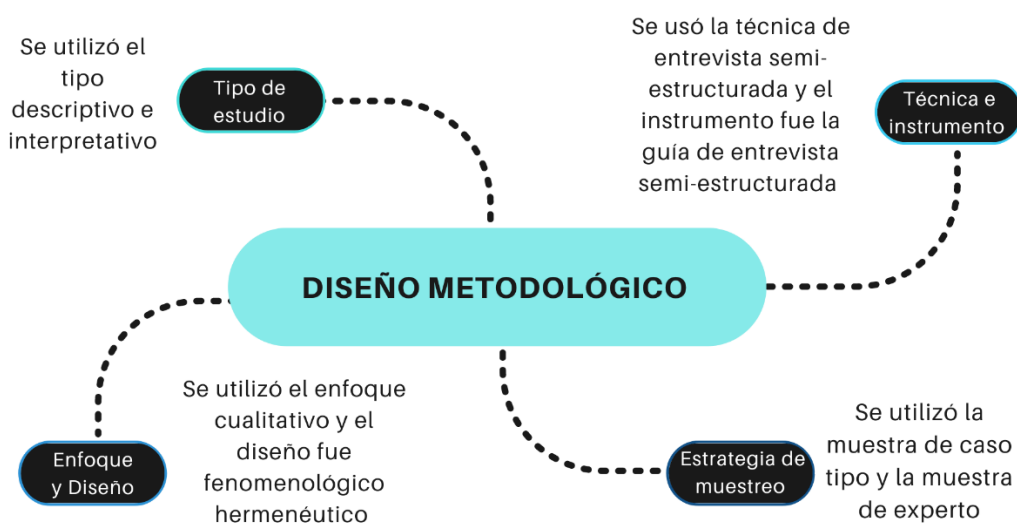 Se utilizó el
tipo
descriptivo e
interpretativo
Tipo de
estudio
Se usó la técnica de
entrevista semi-
estructurada y el
instrumento fue la
guía de entrevista
semi-estructurada
Técnica e
instrumento
DISEÑO METODOLÓGICO
Enfoque
y Diseño
Se utilizó el enfoque
cualitativo y el
diseño fue
fenomenológico
hermenéutico
Estrategia de
muestreo
Se utilizó la
muestra de caso
tipo y la muestra
de experto